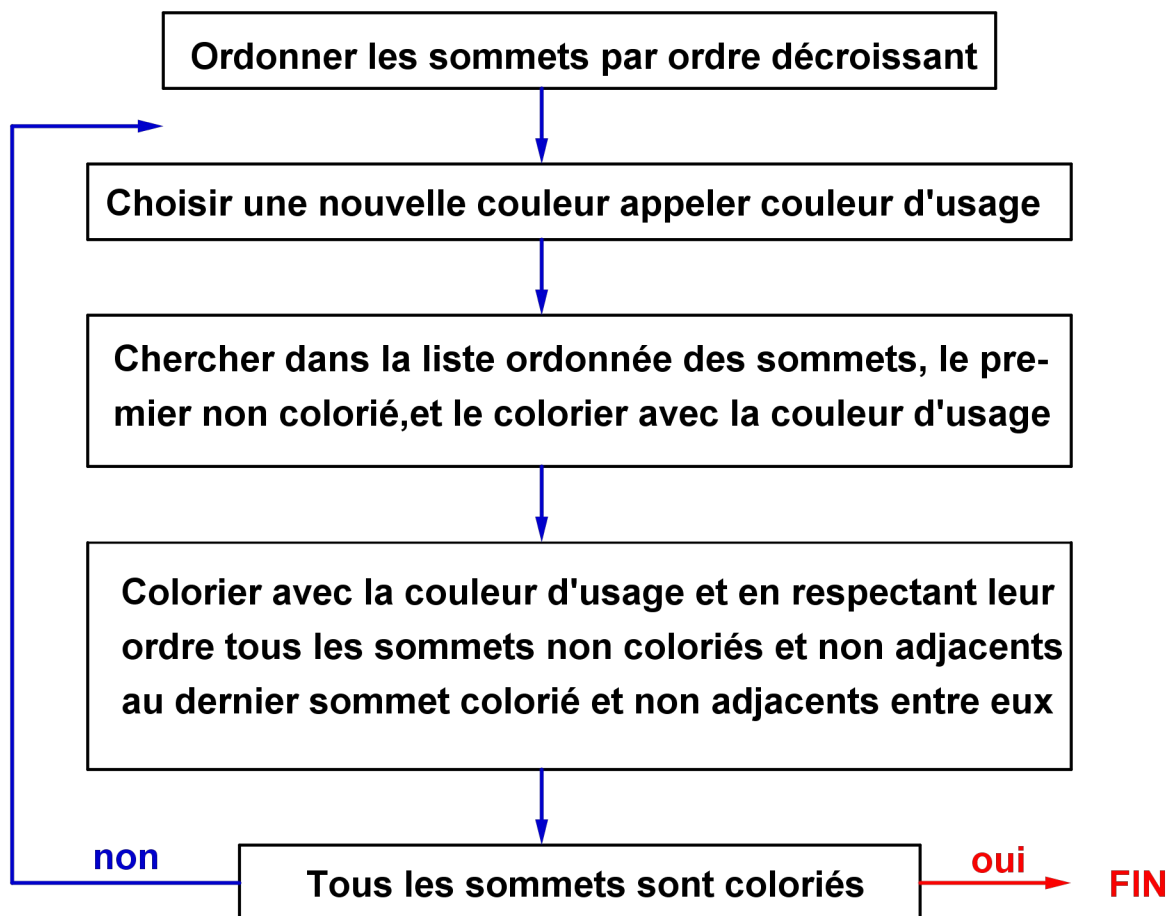 Ordonner les sommets par ordre décroissant
Choisir une nouvelle couleur appeler couleur d'usage
Chercher dans la liste ordonnée des sommets, le pre-
mier non colorié,et le colorier avec la couleur d'usage
Colorier avec la couleur d'usage et en respectant leur
ordre tous les sommets non coloriés et non adjacents
au dernier sommet colorié et non adjacents entre eux
non
Tous les sommets sont coloriés
oui
FIN